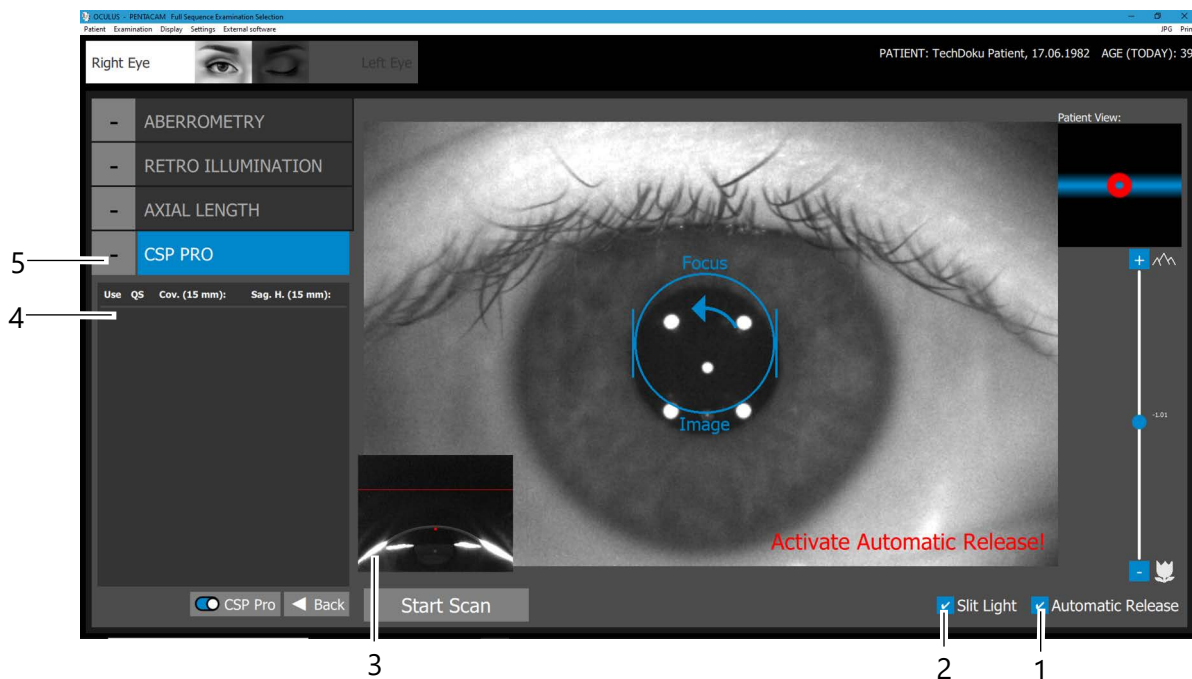 OCULUS - PENTACAM Full Sequence Examination Selection
Patient Examination Display Settings External software JPG Prin
Right Eye Left Eye PATIENT: TechDoku Patient, 17.06.1982 AGE (TODAY): 39
- ABERROMETRY
Patient View:
- RETRO ILLUMINATION
- AXIAL LENGTH
5 - CSP PRO
+
Focus
Use QS Cov. (15 mm): Sag. H. (15 mm):
4
-1.01
Image
Activate Automatic Release!
-
CSP Pro Back Start Scan Slit Light Automatic Release
3 2 1